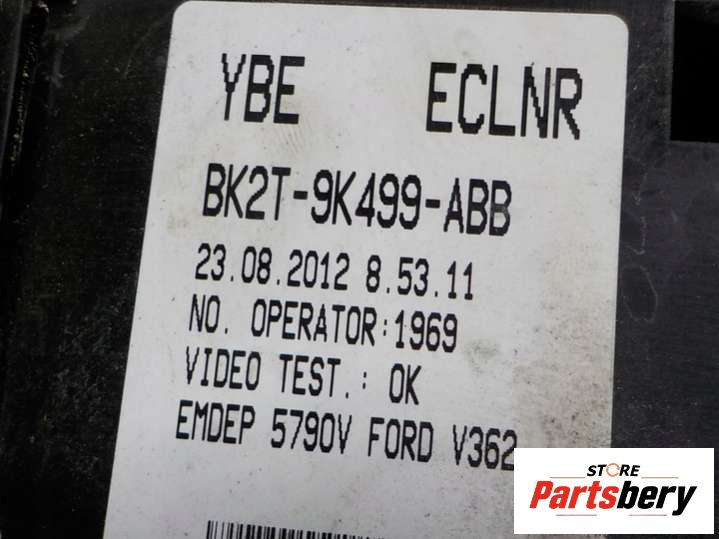 YBE ECLNR
BK2T-9K499-ABB
23.08.2012 8.53.11
NO. OPERATOR:1969
VIDEO TEST.: OK
EMDEP 5790V FORD V362
STORE
Partsbery